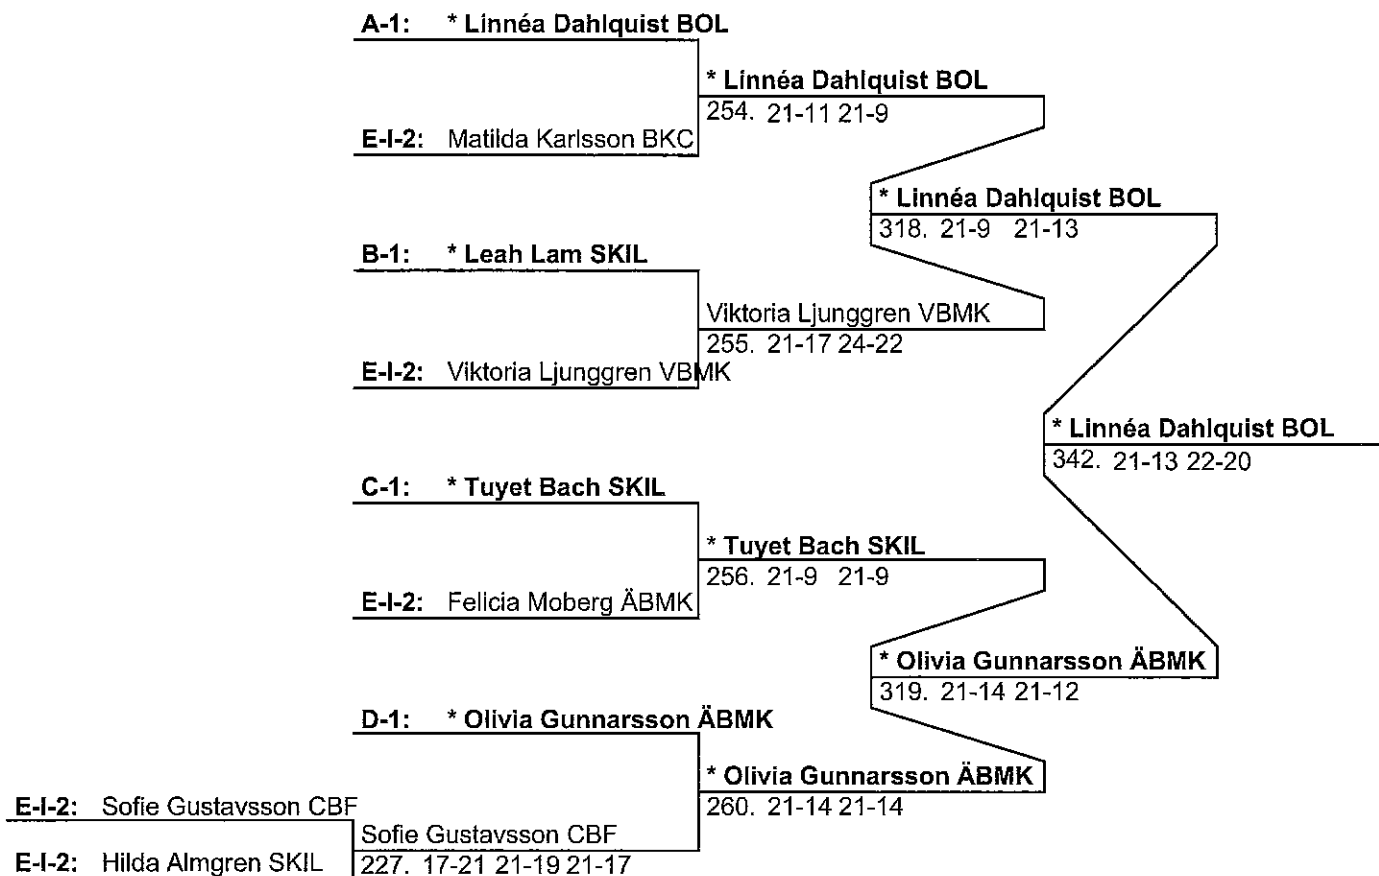 A-1: * Linnéa Dahlquist BOL
* Linnéa Dahlquist BOL
254. 21-11 21-9
E-I-2: Matilda Karlsson BKC
* Linnéa Dahlquist BOL
318. 21-9 21-13
B-1: * Leah Lam SKIL
Viktoria Ljunggren VBMK
255. 21-17 24-22
E-I-2: Viktoria Ljunggren VBMK
* Linnéa Dahlquist BOL
342. 21-13 22-20
C-1: * Tuyet Bach SKIL
* Tuyet Bach SKIL
256. 21-9 21-9
E-I-2: Felicia Moberg ÄBMK
* Olivia Gunnarsson ÄBMK
319. 21-14 21-12
D-1: * Olivia Gunnarsson ÄBMK
* Olivia Gunnarsson ÄBMK
260. 21-14 21-14
E-I-2: Sofie Gustavsson CBF
Sofie Gustavsson CBF
227. 17-21 21-19 21-17
E-I-2: Hilda Almgren SKIL